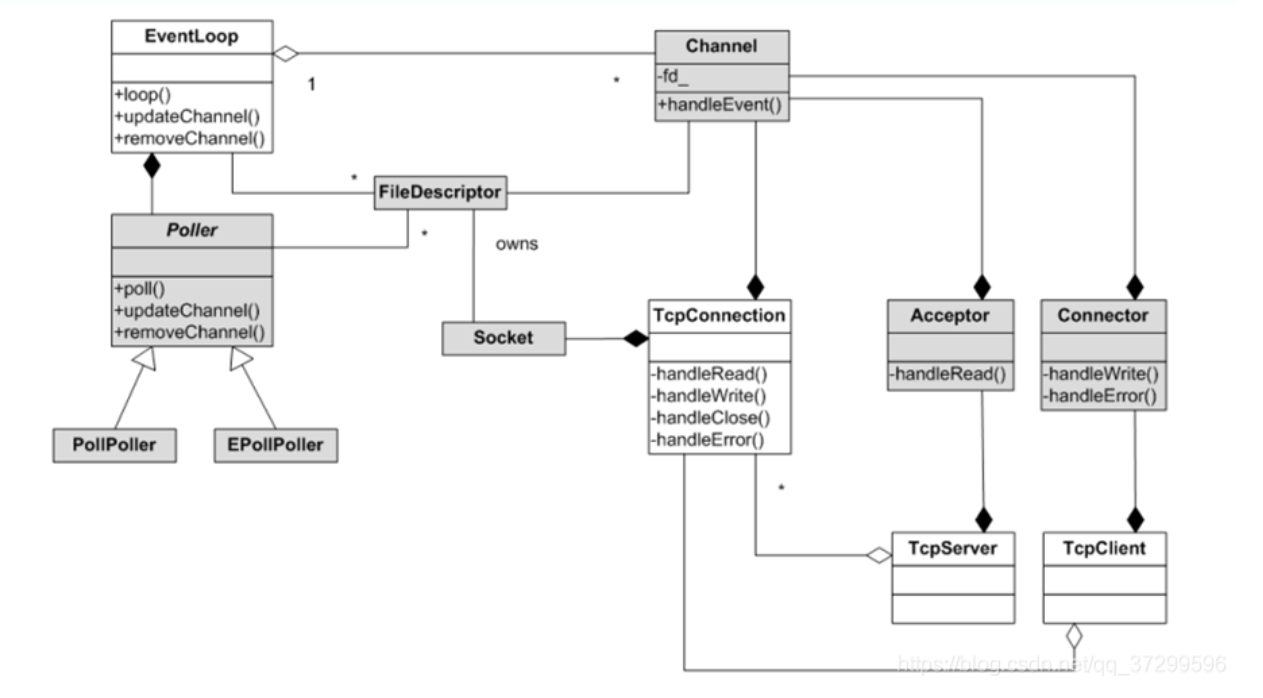 EventLoop
+loop()
+updateChannel()
+removeChannel()
1
*
Channel
-fd_
+handleEvent()
*
FileDescriptor
*
owns
Poller
+poll()
+updateChannel()
+removeChannel()
PollPoller
EPollPoller
Socket
TcpConnection
-handleRead()
-handleWrite()
-handleClose()
-handleError()
Acceptor
-handleRead()
Connector
-handleWrite()
-handleError()
*
TcpServer
TcpClient
https://blog.csdn.net/qq_37299596